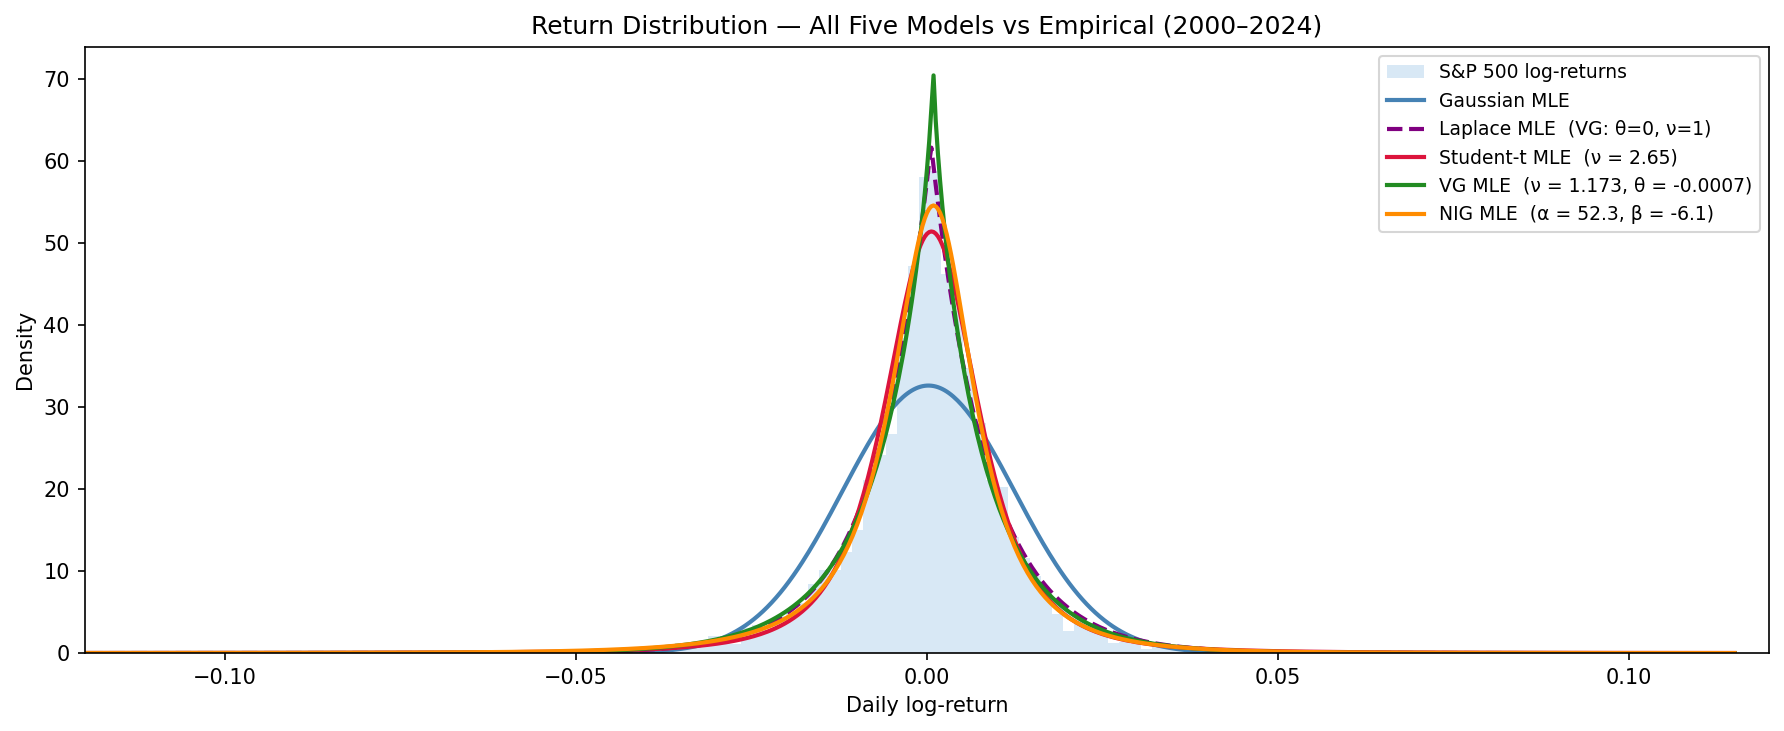 Return Distribution — All Five Models vs Empirical (2000–2024)
S&P 500 log-returns
Gaussian MLE
Laplace MLE  (VG: θ=0, ν=1)
Student-t MLE  (ν = 2.65)
VG MLE  (ν = 1.173, θ = -0.0007)
NIG MLE  (α = 52.3, β = -6.1)
Density
70
60
50
40
30
20
10
0
−0.10
−0.05
0.00
0.05
0.10
Daily log-return